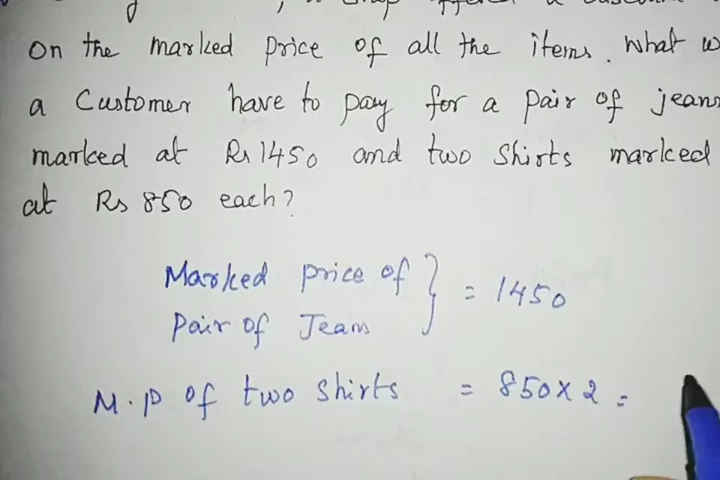 On the marked price of all the items. What
a Customer have to pay for a pair of jeans
marked at Rs 1450 and two shirts marked
at Rs 850 each?
Marked price of
Pair of Jeans } = 1450
M.P of two shirts = 850 x 2 =